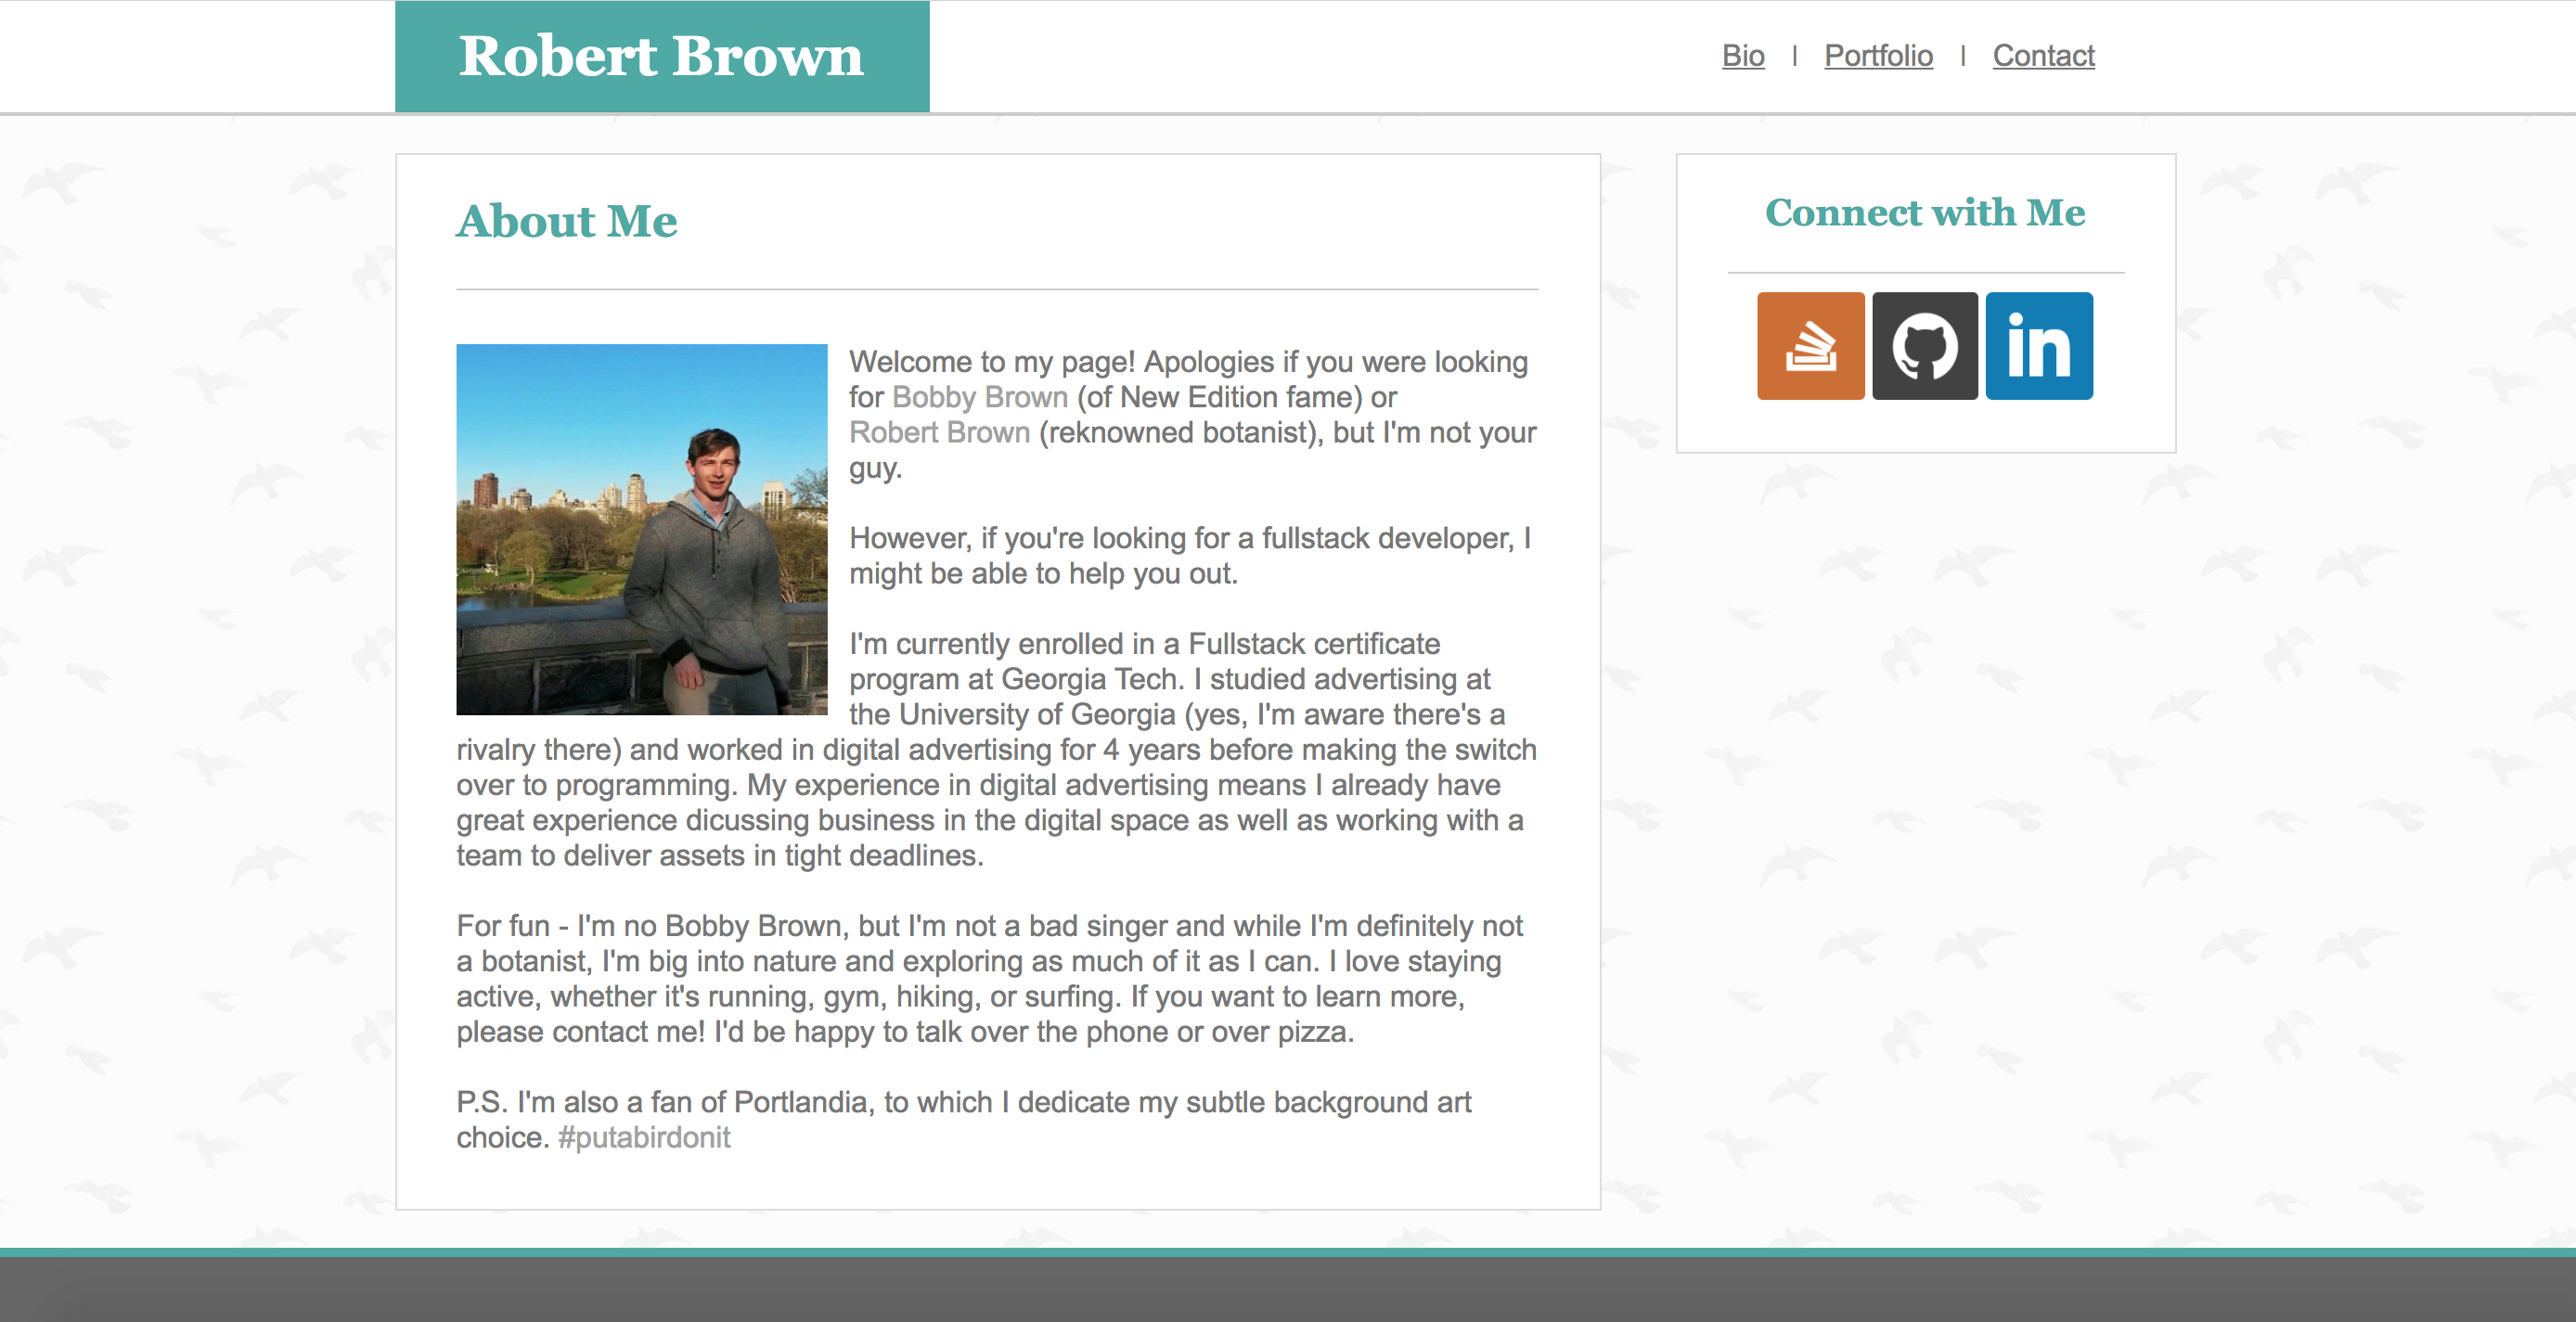 Robert Brown
Bio | Portfolio | Contact
About Me
Welcome to my page! Apologies if you were looking
for Bobby Brown (of New Edition fame) or
Robert Brown (reknowned botanist), but I'm not your
guy.
However, if you're looking for a fullstack developer, I
might be able to help you out.
I'm currently enrolled in a Fullstack certificate
program at Georgia Tech. I studied advertising at
the University of Georgia (yes, I'm aware there's a
rivalry there) and worked in digital advertising for 4 years before making the switch
over to programming. My experience in digital advertising means I already have
great experience dicussing business in the digital space as well as working with a
team to deliver assets in tight deadlines.
For fun - I'm no Bobby Brown, but I'm not a bad singer and while I'm definitely not
a botanist, I'm big into nature and exploring as much of it as I can. I love staying
active, whether it's running, gym, hiking, or surfing. If you want to learn more,
please contact me! I'd be happy to talk over the phone or over pizza.
P.S. I'm also a fan of Portlandia, to which I dedicate my subtle background art
choice. #putabirdonit
Connect with Me
in